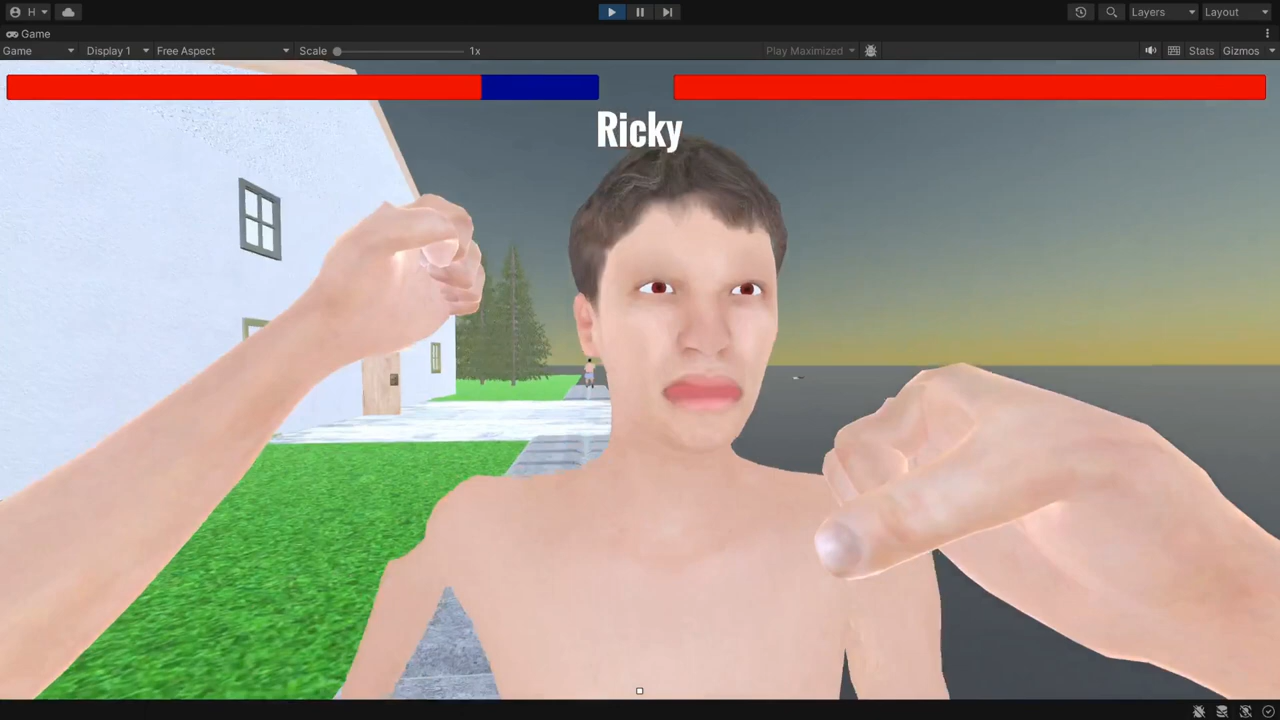 H
Layers
Layout
Game
Game
Display 1
Free Aspect
Scale
1x
Play Maximized
Stats
Gizmos
Ricky